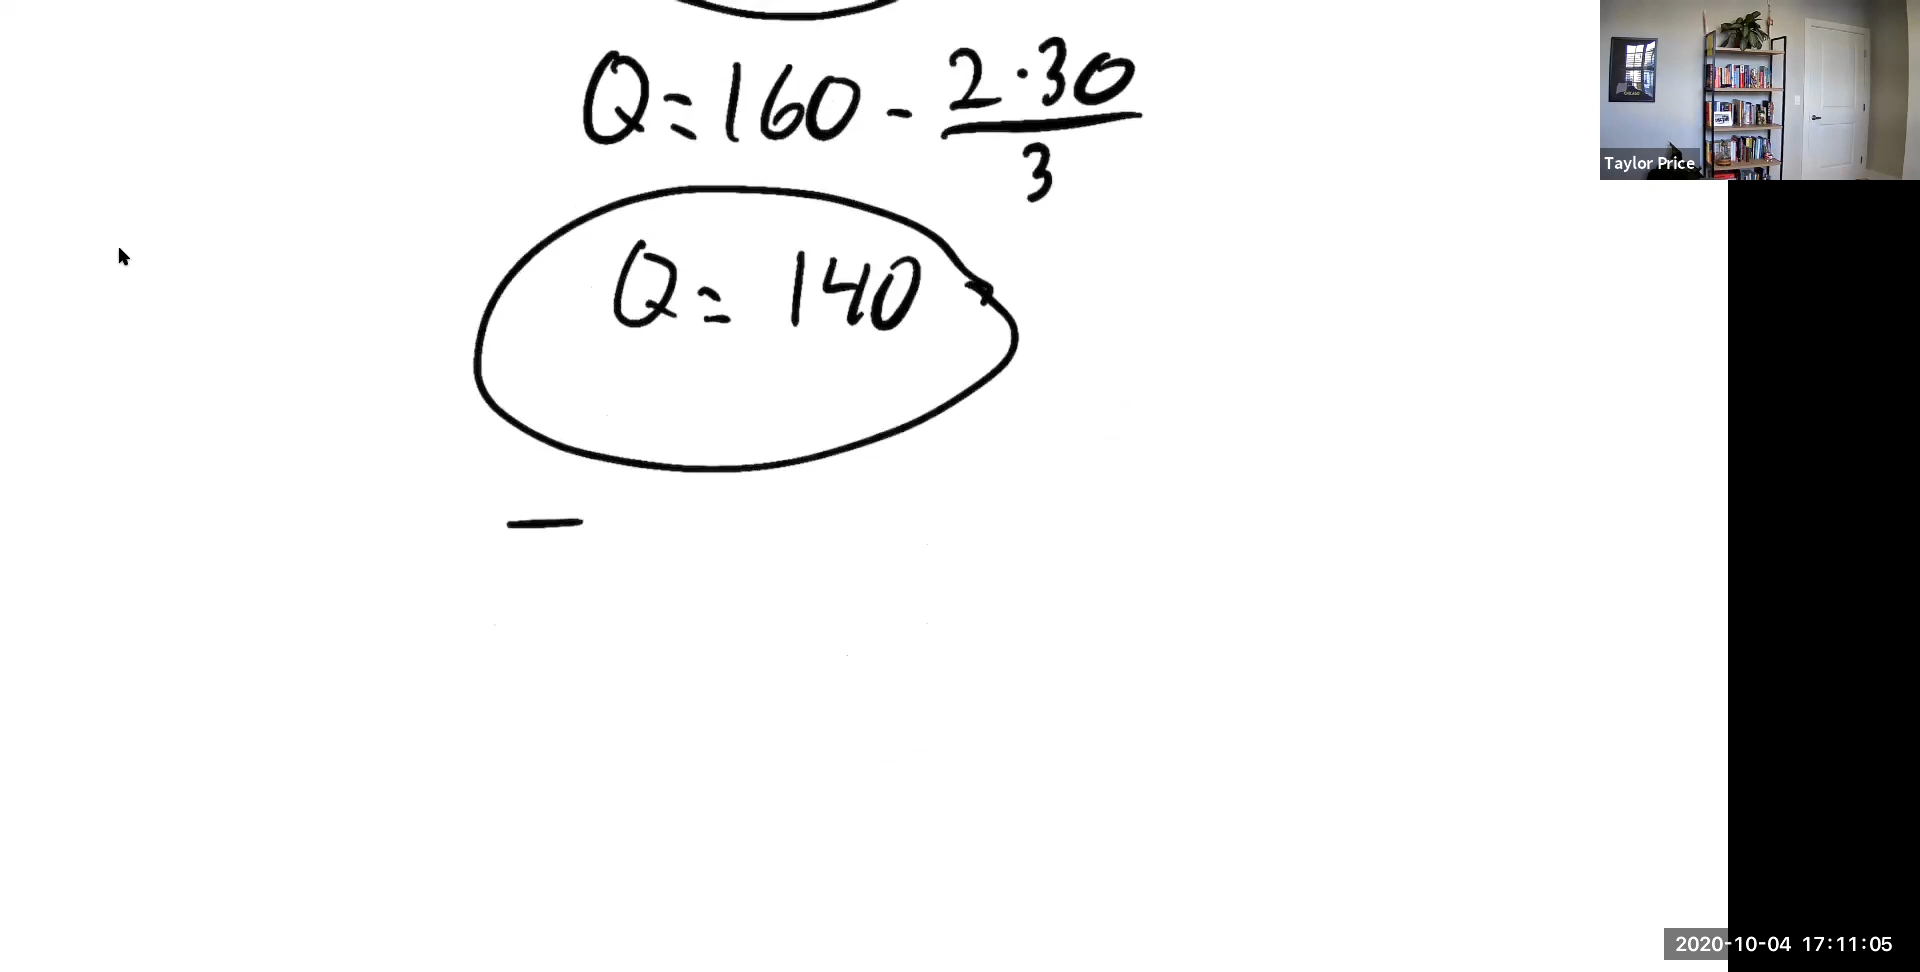 Q = 160 - 2·30
3
Taylor Price
Q = 140
2020-10-04 17:11:05